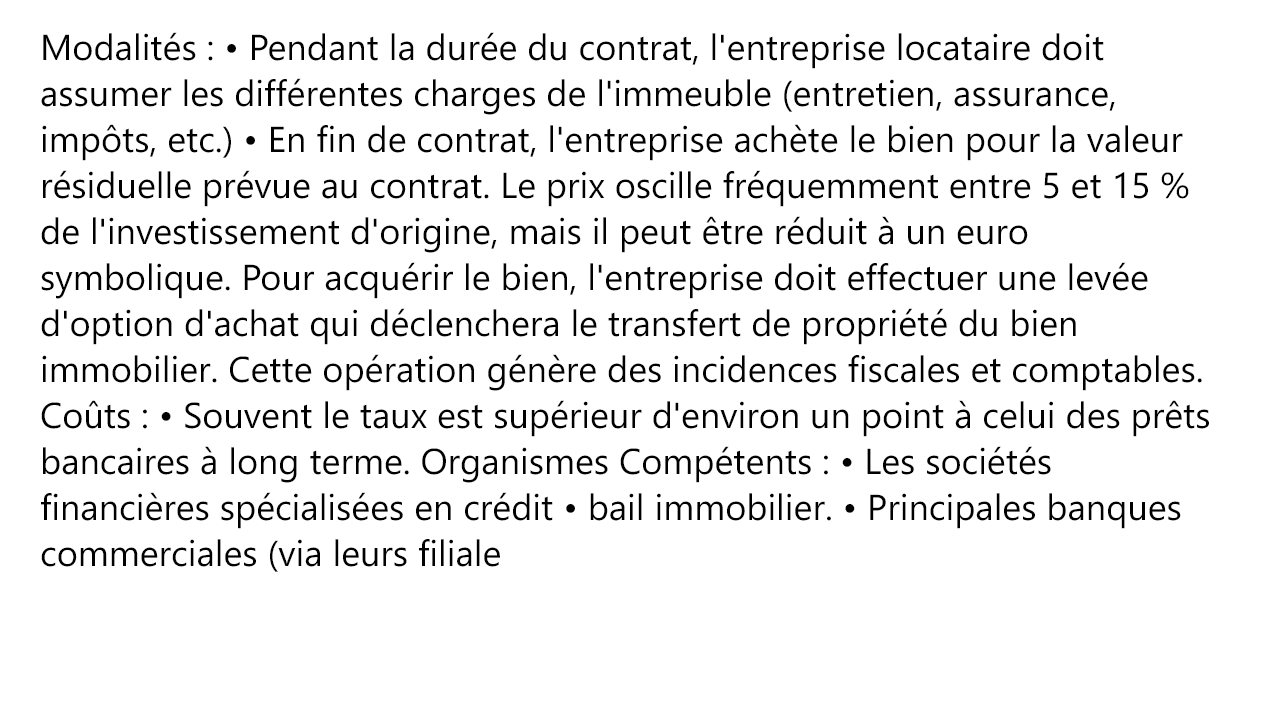 Modalités : • Pendant la durée du contrat, l'entreprise locataire doit
assumer les différentes charges de l'immeuble (entretien, assurance,
impôts, etc.) • En fin de contrat, l'entreprise achète le bien pour la valeur
résiduelle prévue au contrat. Le prix oscille fréquemment entre 5 et 15 %
de l'investissement d'origine, mais il peut être réduit à un euro
symbolique. Pour acquérir le bien, l'entreprise doit effectuer une levée
d'option d'achat qui déclenchera le transfert de propriété du bien
immobilier. Cette opération génère des incidences fiscales et comptables.
Coûts : • Souvent le taux est supérieur d'environ un point à celui des prêts
bancaires à long terme. Organismes Compétents : • Les sociétés
financières spécialisées en crédit • bail immobilier. • Principales banques
commerciales (via leurs filiale